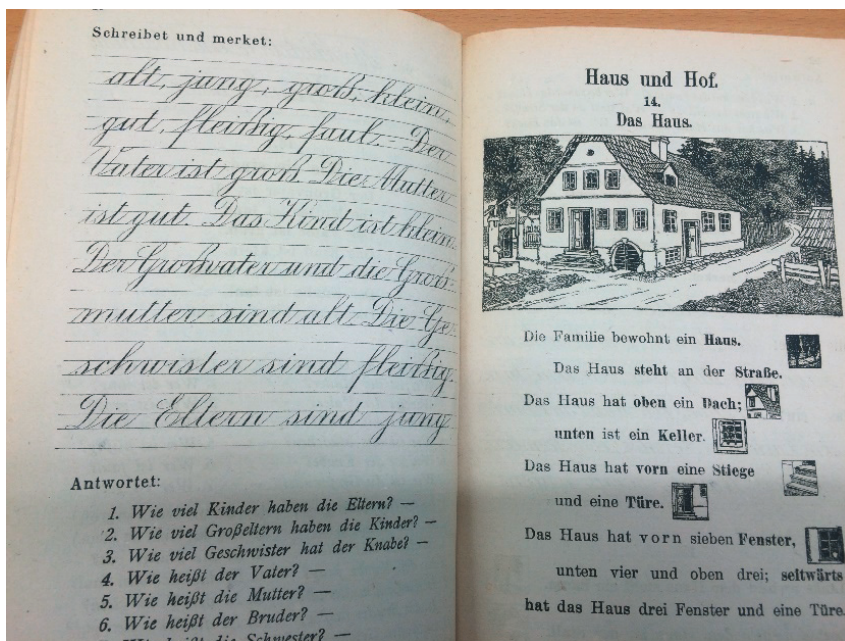 Schreibet und merket:
alt, jung, groß, klein,
gut, fleißig, faul. – Der
Vater ist groß. Die Mutter
ist gut. Das Kind ist klein.
Der Großvater und die Groß-
mutter sind alt. Die Ge-
schwister sind fleißig.
Die Eltern sind jung
Antwortet:
1. Wie viel Kinder haben die Eltern? —
2. Wie viel Großeltern haben die Kinder? —
3. Wie viel Geschwister hat der Knabe? —
4. Wie heißt der Vater? —
5. Wie heißt die Mutter? —
6. Wie heißt der Bruder? —
heißt die Schwester? —
Haus und Hof.
14.
Das Haus.
Die Familie bewohnt ein Haus.
Das Haus steht an der Straße.
Das Haus hat oben ein Dach;
unten ist ein Keller.
Das Haus hat vorn eine Stiege
und eine Türe.
Das Haus hat vorn sieben Fenster,
unten vier und oben drei; seitwärts
hat das Haus drei Fenster und eine Türe.